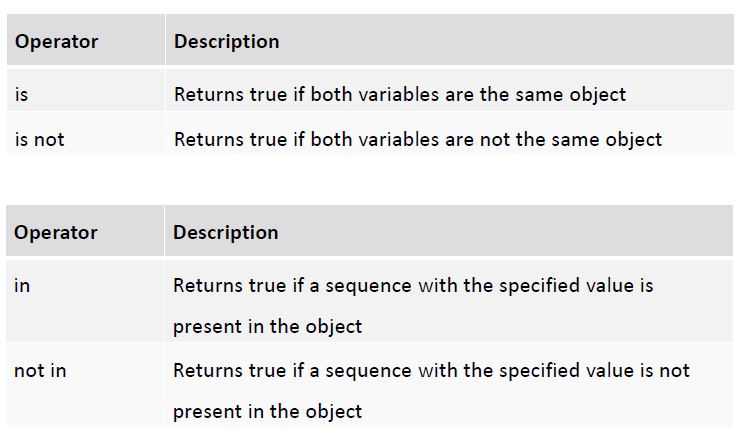 Operator Description
is Returns true if both variables are the same object
is not Returns true if both variables are not the same object
Operator Description
in Returns true if a sequence with the specified value is
present in the object
not in Returns true if a sequence with the specified value is not
present in the object